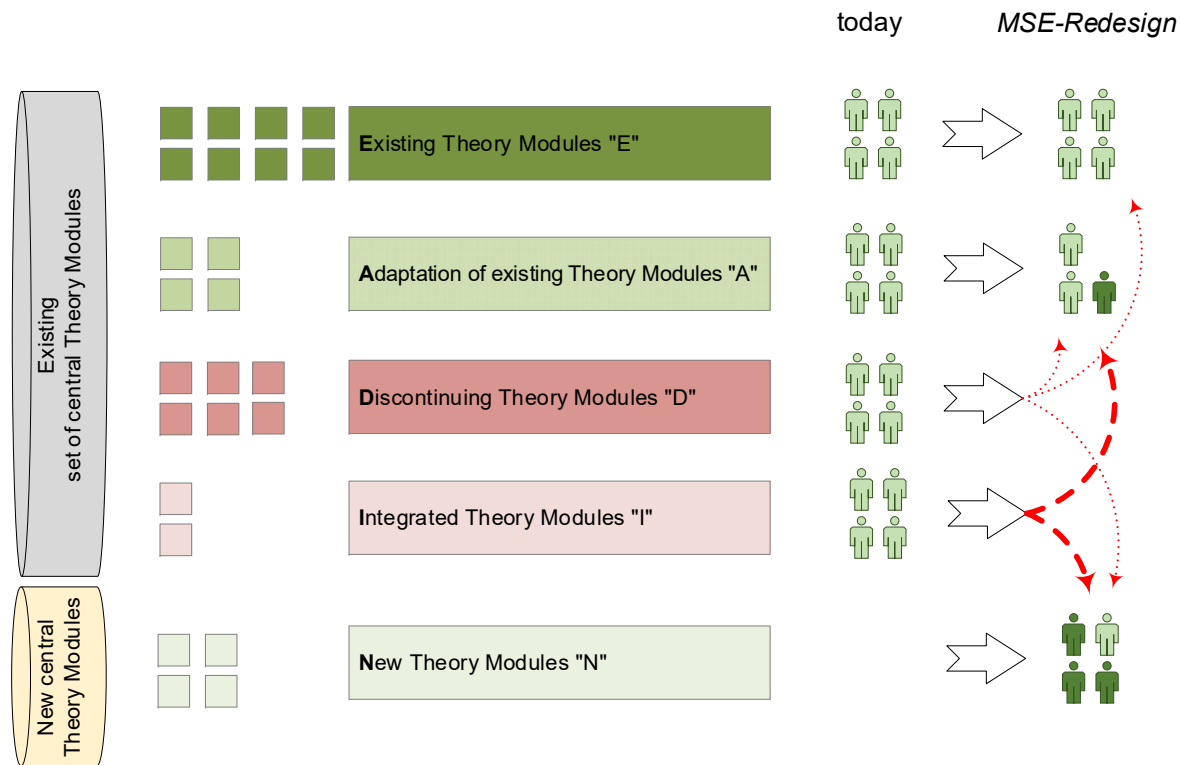 today
MSE-Redesign
Existing
set of central Theory Modules
Existing Theory Modules "E"
Adaptation of existing Theory Modules "A"
Discontinuing Theory Modules "D"
Integrated Theory Modules "I"
New central
Theory Modules
New Theory Modules "N"